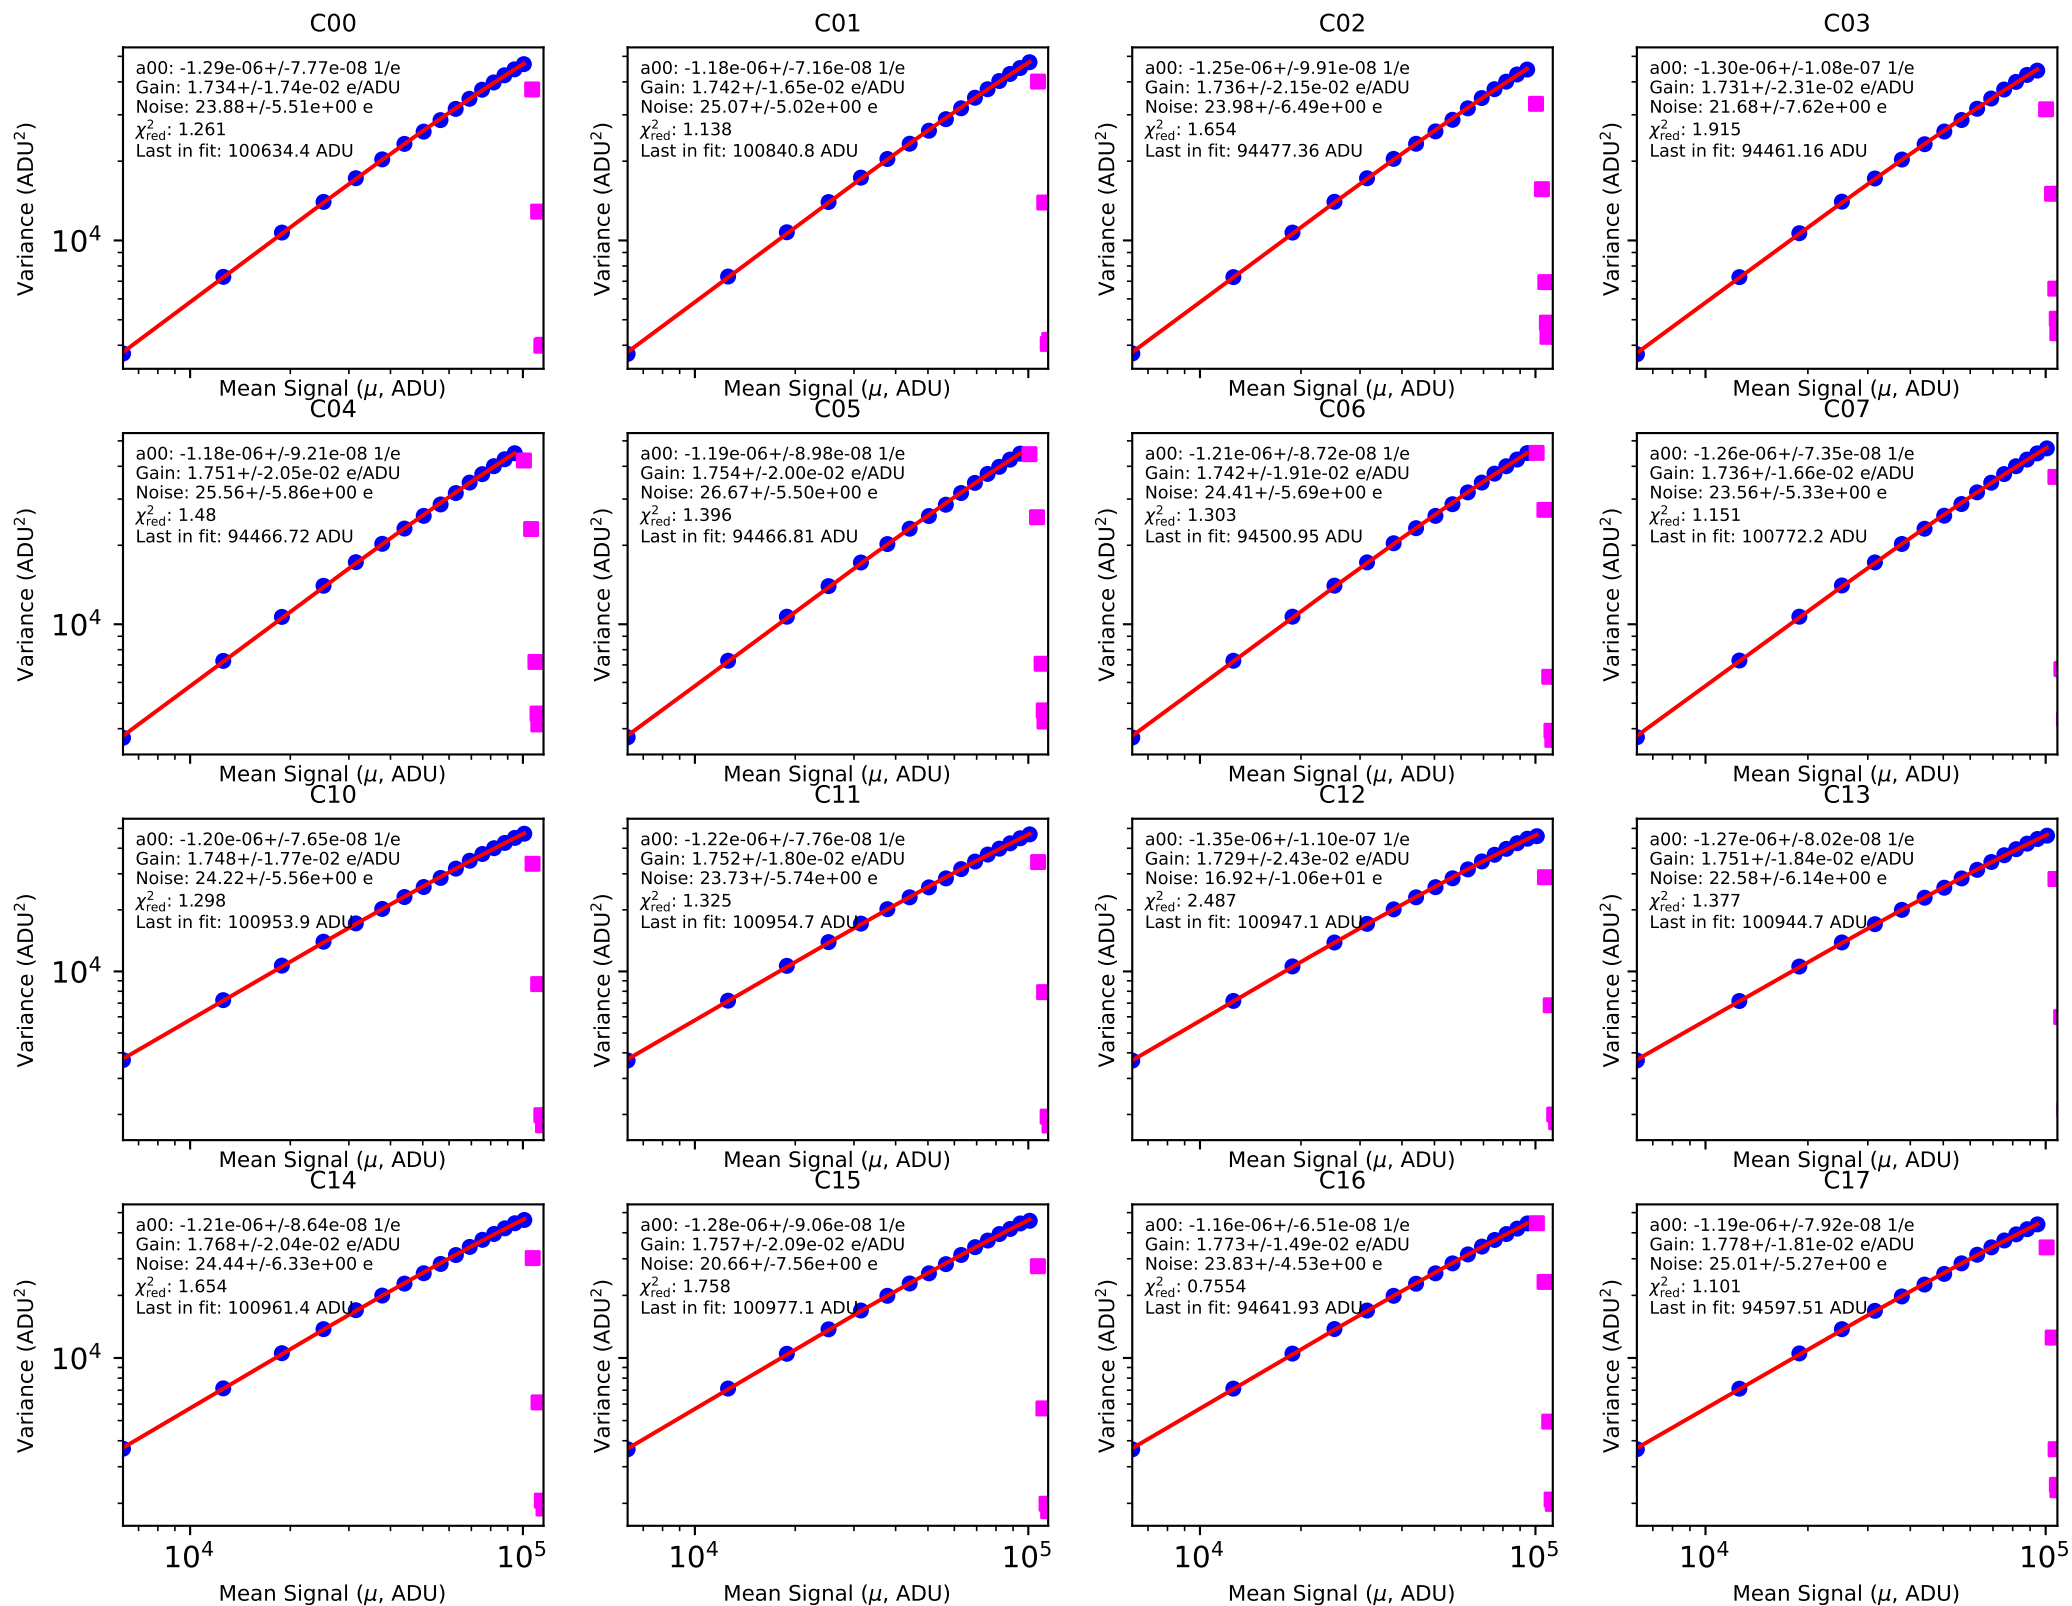 C00
a00: -1.29e-06+/-7.77e-08 1/e
Gain: 1.734+/-1.74e-02 e/ADU
Noise: 23.88+/-5.51e+00 e
χ²red: 1.261
Last in fit: 100634.4 ADU
Variance (ADU²)
10⁴
Mean Signal (μ, ADU)
C01
a00: -1.18e-06+/-7.16e-08 1/e
Gain: 1.742+/-1.65e-02 e/ADU
Noise: 25.07+/-5.02e+00 e
χ²red: 1.138
Last in fit: 100840.8 ADU
Variance (ADU²)
Mean Signal (μ, ADU)
C02
a00: -1.25e-06+/-9.91e-08 1/e
Gain: 1.736+/-2.15e-02 e/ADU
Noise: 23.98+/-6.49e+00 e
χ²red: 1.654
Last in fit: 94477.36 ADU
Variance (ADU²)
Mean Signal (μ, ADU)
C03
a00: -1.30e-06+/-1.08e-07 1/e
Gain: 1.731+/-2.31e-02 e/ADU
Noise: 21.68+/-7.62e+00 e
χ²red: 1.915
Last in fit: 94461.16 ADU
Variance (ADU²)
Mean Signal (μ, ADU)
C04
a00: -1.18e-06+/-9.21e-08 1/e
Gain: 1.751+/-2.05e-02 e/ADU
Noise: 25.56+/-5.86e+00 e
χ²red: 1.48
Last in fit: 94466.72 ADU
Variance (ADU²)
10⁴
Mean Signal (μ, ADU)
C05
a00: -1.19e-06+/-8.98e-08 1/e
Gain: 1.754+/-2.00e-02 e/ADU
Noise: 26.67+/-5.50e+00 e
χ²red: 1.396
Last in fit: 94466.81 ADU
Variance (ADU²)
Mean Signal (μ, ADU)
C06
a00: -1.21e-06+/-8.72e-08 1/e
Gain: 1.742+/-1.91e-02 e/ADU
Noise: 24.41+/-5.69e+00 e
χ²red: 1.303
Last in fit: 94500.95 ADU
Variance (ADU²)
Mean Signal (μ, ADU)
C07
a00: -1.26e-06+/-7.35e-08 1/e
Gain: 1.736+/-1.66e-02 e/ADU
Noise: 23.56+/-5.33e+00 e
χ²red: 1.151
Last in fit: 100772.2 ADU
Variance (ADU²)
Mean Signal (μ, ADU)
C10
a00: -1.20e-06+/-7.65e-08 1/e
Gain: 1.748+/-1.77e-02 e/ADU
Noise: 24.22+/-5.56e+00 e
χ²red: 1.298
Last in fit: 100953.9 ADU
Variance (ADU²)
10⁴
Mean Signal (μ, ADU)
C11
a00: -1.22e-06+/-7.76e-08 1/e
Gain: 1.752+/-1.80e-02 e/ADU
Noise: 23.73+/-5.74e+00 e
χ²red: 1.325
Last in fit: 100954.7 ADU
Variance (ADU²)
Mean Signal (μ, ADU)
C12
a00: -1.35e-06+/-1.10e-07 1/e
Gain: 1.729+/-2.43e-02 e/ADU
Noise: 16.92+/-1.06e+01 e
χ²red: 2.487
Last in fit: 100947.1 ADU
Variance (ADU²)
Mean Signal (μ, ADU)
C13
a00: -1.27e-06+/-8.02e-08 1/e
Gain: 1.751+/-1.84e-02 e/ADU
Noise: 22.58+/-6.14e+00 e
χ²red: 1.377
Last in fit: 100944.7 ADU
Variance (ADU²)
Mean Signal (μ, ADU)
C14
a00: -1.21e-06+/-8.64e-08 1/e
Gain: 1.768+/-2.04e-02 e/ADU
Noise: 24.44+/-6.33e+00 e
χ²red: 1.654
Last in fit: 100961.4 ADU
Variance (ADU²)
10⁴
10⁴ 10⁵
Mean Signal (μ, ADU)
C15
a00: -1.28e-06+/-9.06e-08 1/e
Gain: 1.757+/-2.09e-02 e/ADU
Noise: 20.66+/-7.56e+00 e
χ²red: 1.758
Last in fit: 100977.1 ADU
Variance (ADU²)
10⁴ 10⁵
Mean Signal (μ, ADU)
C16
a00: -1.16e-06+/-6.51e-08 1/e
Gain: 1.773+/-1.49e-02 e/ADU
Noise: 23.83+/-4.53e+00 e
χ²red: 0.7554
Last in fit: 94641.93 ADU
Variance (ADU²)
10⁴ 10⁵
Mean Signal (μ, ADU)
C17
a00: -1.19e-06+/-7.92e-08 1/e
Gain: 1.778+/-1.81e-02 e/ADU
Noise: 25.01+/-5.27e+00 e
χ²red: 1.101
Last in fit: 94597.51 ADU
Variance (ADU²)
10⁴ 10⁵
Mean Signal (μ, ADU)